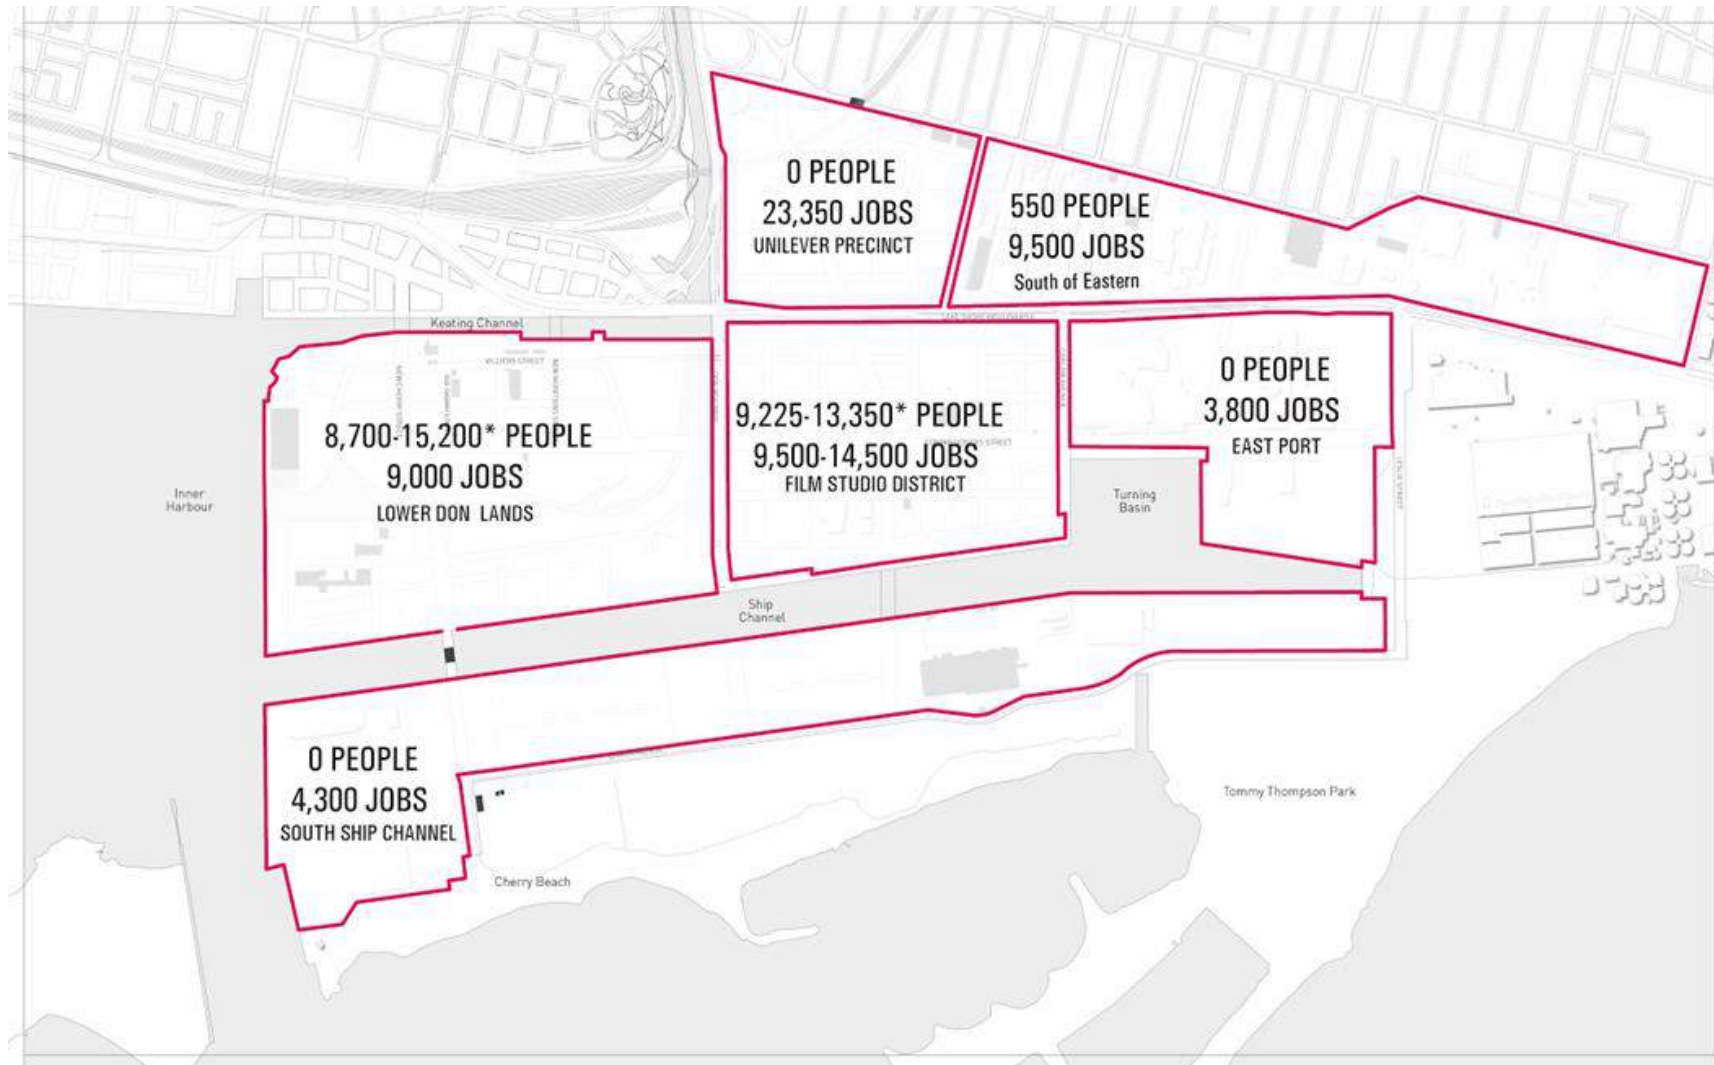 0 PEOPLE
23,350 JOBS
UNILEVER PRECINCT
550 PEOPLE
9,500 JOBS
South of Eastern
Keating Channel
VILLIERS STREET
0 PEOPLE
3,800 JOBS
EAST PORT
9,225-13,350* PEOPLE
9,500-14,500 JOBS
FILM STUDIO DISTRICT
8,700-15,200* PEOPLE
9,000 JOBS
LOWER DON LANDS
Inner
Harbour
Turning
Basin
Ship
Channel
0 PEOPLE
4,300 JOBS
SOUTH SHIP CHANNEL
Tommy Thompson Park
Cherry Beach